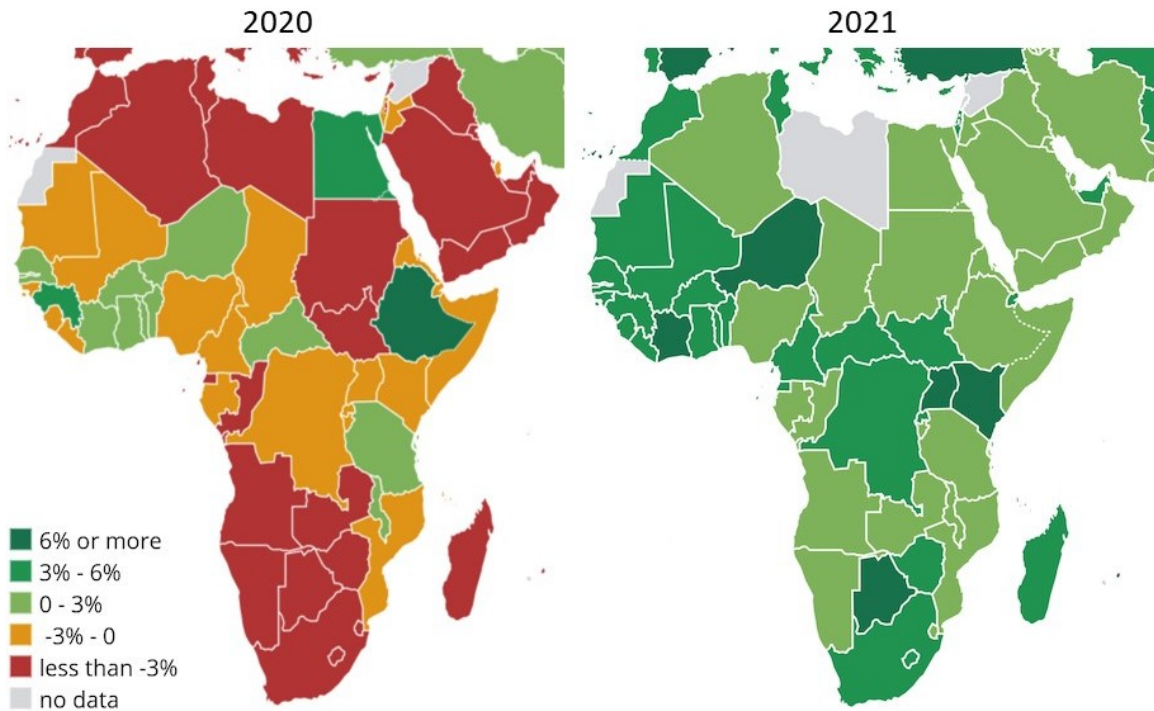 2020
2021
6% or more
3% - 6%
0 - 3%
-3% - 0
less than -3%
no data